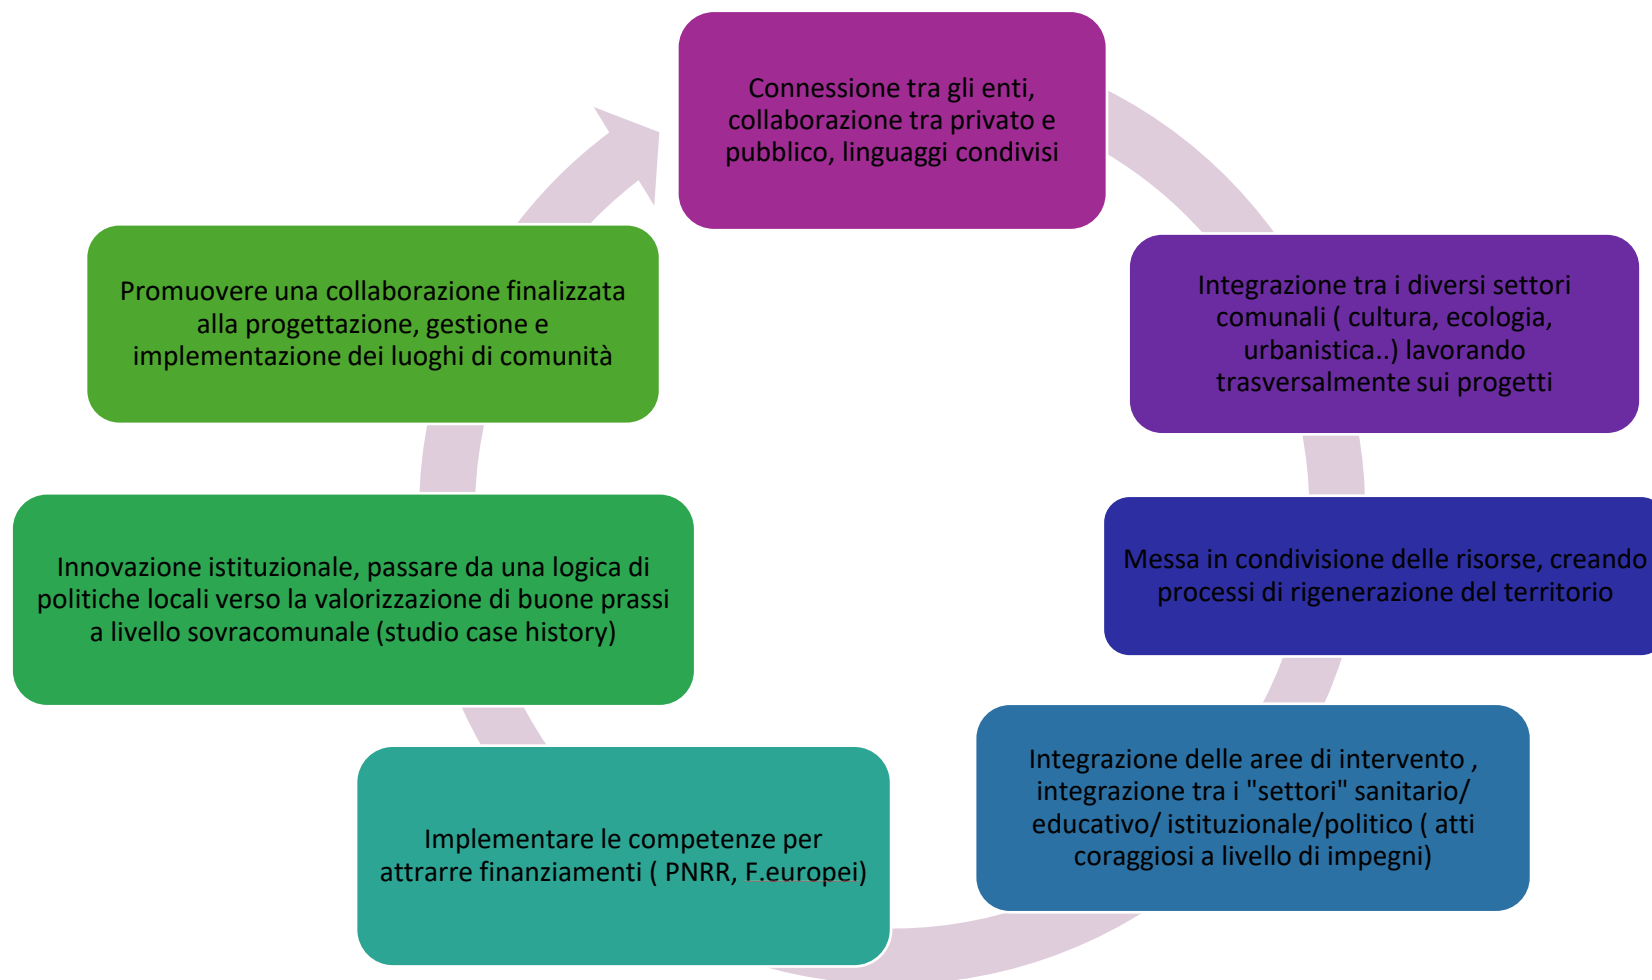 Connessione tra gli enti,
collaborazione tra privato e
pubblico, linguaggi condivisi
Integrazione tra i diversi settori
comunali ( cultura, ecologia,
urbanistica..) lavorando
trasversalmente sui progetti
Messa in condivisione delle risorse, creando
processi di rigenerazione del territorio
Integrazione delle aree di intervento ,
integrazione tra i "settori" sanitario/
educativo/ istituzionale/politico ( atti
coraggiosi a livello di impegni)
Implementare le competenze per
attrarre finanziamenti ( PNRR, F.europei)
Innovazione istituzionale, passare da una logica di
politiche locali verso la valorizzazione di buone prassi
a livello sovracomunale (studio case history)
Promuovere una collaborazione finalizzata
alla progettazione, gestione e
implementazione dei luoghi di comunità